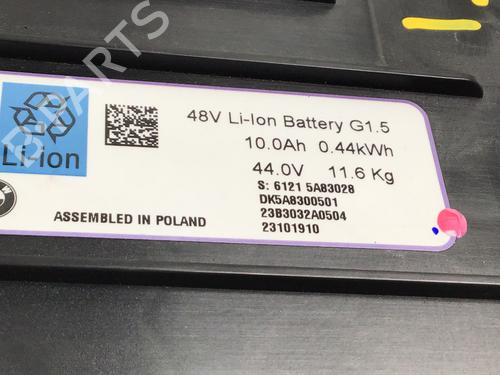 48V Li-Ion Battery G1.5
10.0Ah 0.44kWh
44.0V 11.6 Kg
Li-ion
S: 6121 5A83028
DK5A8300501
23B3032A0504
23101910
ASSEMBLED IN POLAND